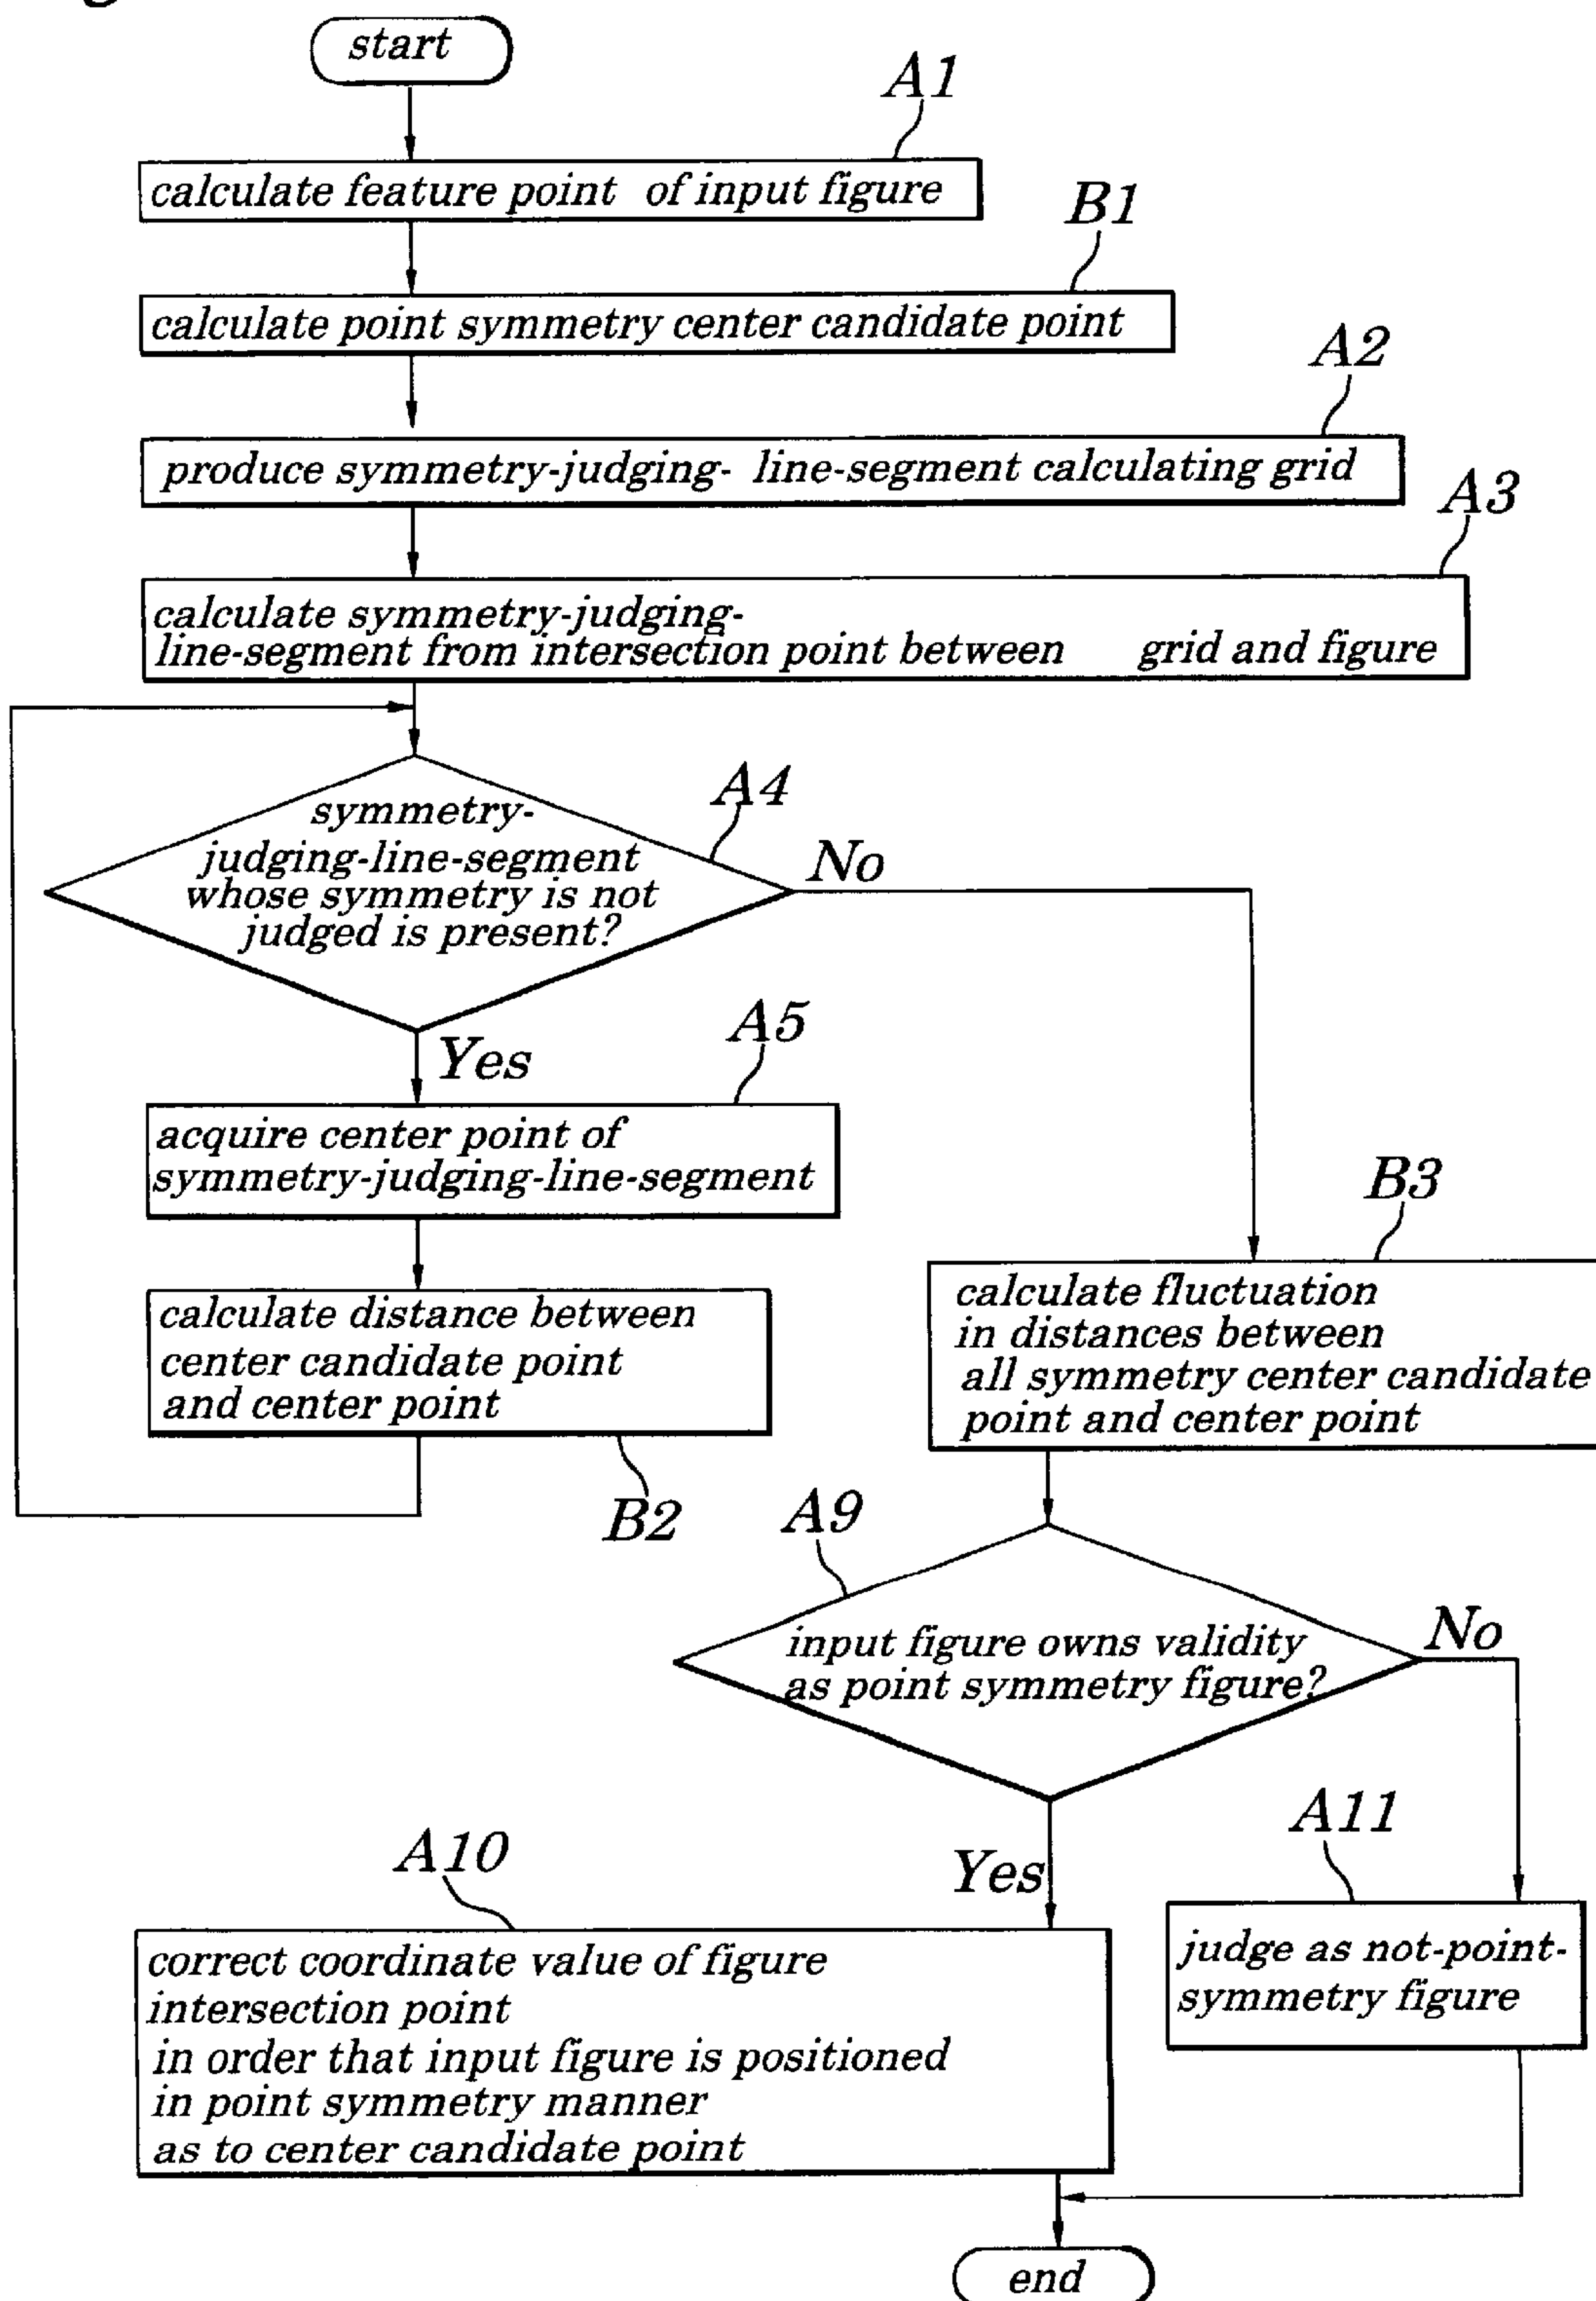 start
A1
calculate feature point of input figure
B1
calculate point symmetry center candidate point
A2
produce symmetry-judging- line-segment calculating grid
A3
calculate symmetry-judging-
line-segment from intersection point between grid and figure
A4
symmetry-
judging-line-segment
whose symmetry is not
judged is present?
No
Yes
A5
acquire center point of
symmetry-judging-line-segment
calculate distance between
center candidate point
and center point
B2
B3
calculate fluctuation
in distances between
all symmetry center candidate
point and center point
A9
input figure owns validity
as point symmetry figure?
No
Yes
A10
correct coordinate value of figure
intersection point
in order that input figure is positioned
in point symmetry manner
as to center candidate point
A11
judge as not-point-
symmetry figure
end